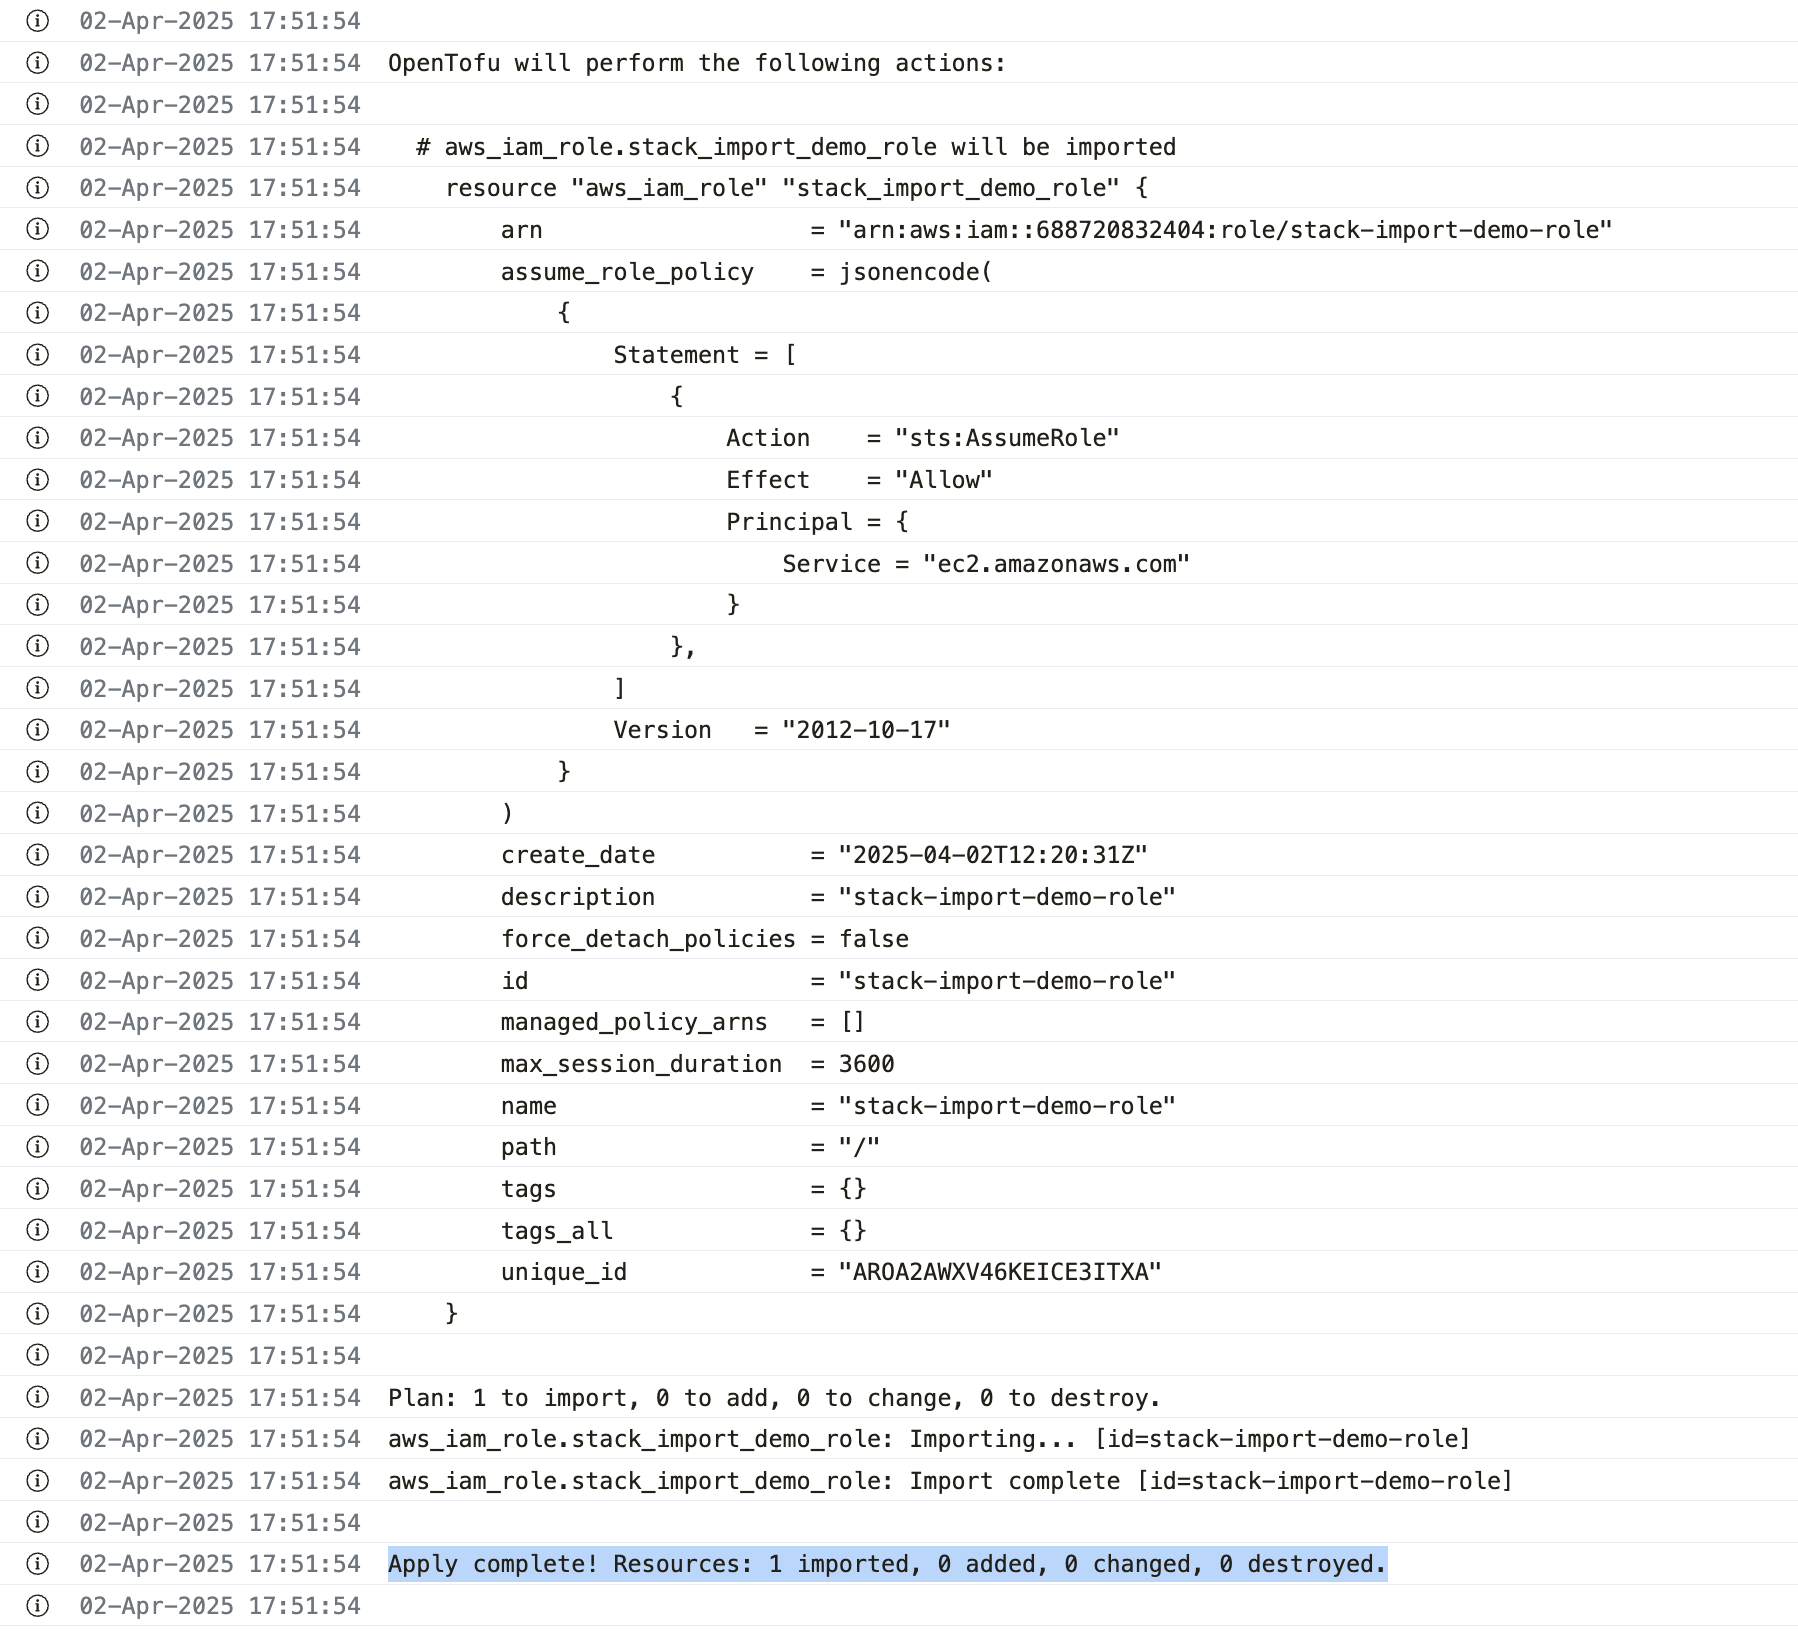 02-Apr-2025 17:51:54
02-Apr-2025 17:51:54 OpenTofu will perform the following actions:
02-Apr-2025 17:51:54
02-Apr-2025 17:51:54 # aws_iam_role.stack_import_demo_role will be imported
02-Apr-2025 17:51:54 resource "aws_iam_role" "stack_import_demo_role" {
02-Apr-2025 17:51:54 arn = "arn:aws:iam::688720832404:role/stack-import-demo-role"
02-Apr-2025 17:51:54 assume_role_policy = jsonencode(
02-Apr-2025 17:51:54 {
02-Apr-2025 17:51:54 Statement = [
02-Apr-2025 17:51:54 {
02-Apr-2025 17:51:54 Action = "sts:AssumeRole"
02-Apr-2025 17:51:54 Effect = "Allow"
02-Apr-2025 17:51:54 Principal = {
02-Apr-2025 17:51:54 Service = "ec2.amazonaws.com"
02-Apr-2025 17:51:54 }
02-Apr-2025 17:51:54 },
02-Apr-2025 17:51:54 ]
02-Apr-2025 17:51:54 Version = "2012-10-17"
02-Apr-2025 17:51:54 }
02-Apr-2025 17:51:54 )
02-Apr-2025 17:51:54 create_date = "2025-04-02T12:20:31Z"
02-Apr-2025 17:51:54 description = "stack-import-demo-role"
02-Apr-2025 17:51:54 force_detach_policies = false
02-Apr-2025 17:51:54 id = "stack-import-demo-role"
02-Apr-2025 17:51:54 managed_policy_arns = []
02-Apr-2025 17:51:54 max_session_duration = 3600
02-Apr-2025 17:51:54 name = "stack-import-demo-role"
02-Apr-2025 17:51:54 path = "/"
02-Apr-2025 17:51:54 tags = {}
02-Apr-2025 17:51:54 tags_all = {}
02-Apr-2025 17:51:54 unique_id = "AROA2AWXV46KEICE3ITXA"
02-Apr-2025 17:51:54 }
02-Apr-2025 17:51:54
02-Apr-2025 17:51:54 Plan: 1 to import, 0 to add, 0 to change, 0 to destroy.
02-Apr-2025 17:51:54 aws_iam_role.stack_import_demo_role: Importing... [id=stack-import-demo-role]
02-Apr-2025 17:51:54 aws_iam_role.stack_import_demo_role: Import complete [id=stack-import-demo-role]
02-Apr-2025 17:51:54
02-Apr-2025 17:51:54 Apply complete! Resources: 1 imported, 0 added, 0 changed, 0 destroyed.
02-Apr-2025 17:51:54